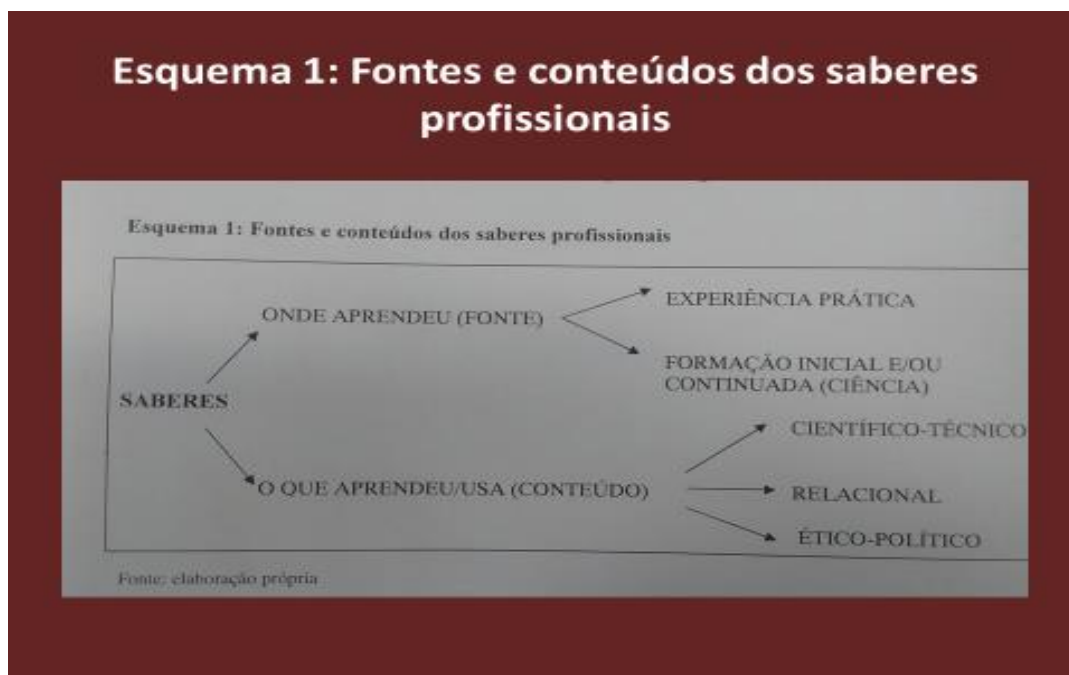 Esquema 1: Fontes e conteúdos dos saberes
profissionais
Esquema 1: Fontes e conteúdos dos saberes profissionais
ONDE APRENDEU (FONTE)
EXPERIÊNCIA PRÁTICA
FORMAÇÃO INICIAL E/OU
CONTINUADA (CIÊNCIA)
SABERES
O QUE APRENDEU/USA (CONTEÚDO)
CIENTÍFICO-TÉCNICO
RELACIONAL
ÉTICO-POLÍTICO
Fonte: elaboração própria